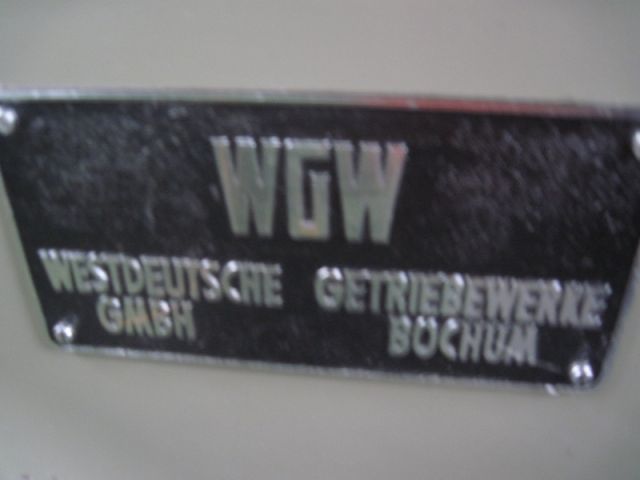 WGW
WESTDEUTSCHE GETRIEBEWERKE
GMBH BOCHUM